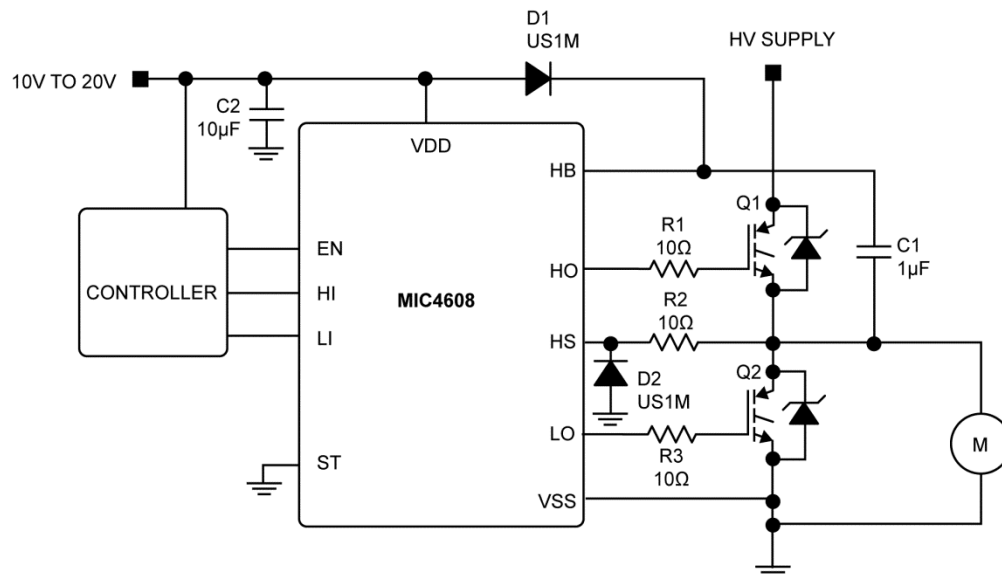 D1
US1M
HV SUPPLY
10V TO 20V
C2
10µF
VDD
HB
Q1
R1
10Ω
C1
1µF
EN
HO
CONTROLLER
HI
MIC4608
R2
10Ω
LI
HS
Q2
D2
US1M
LO
M
R3
10Ω
ST
VSS